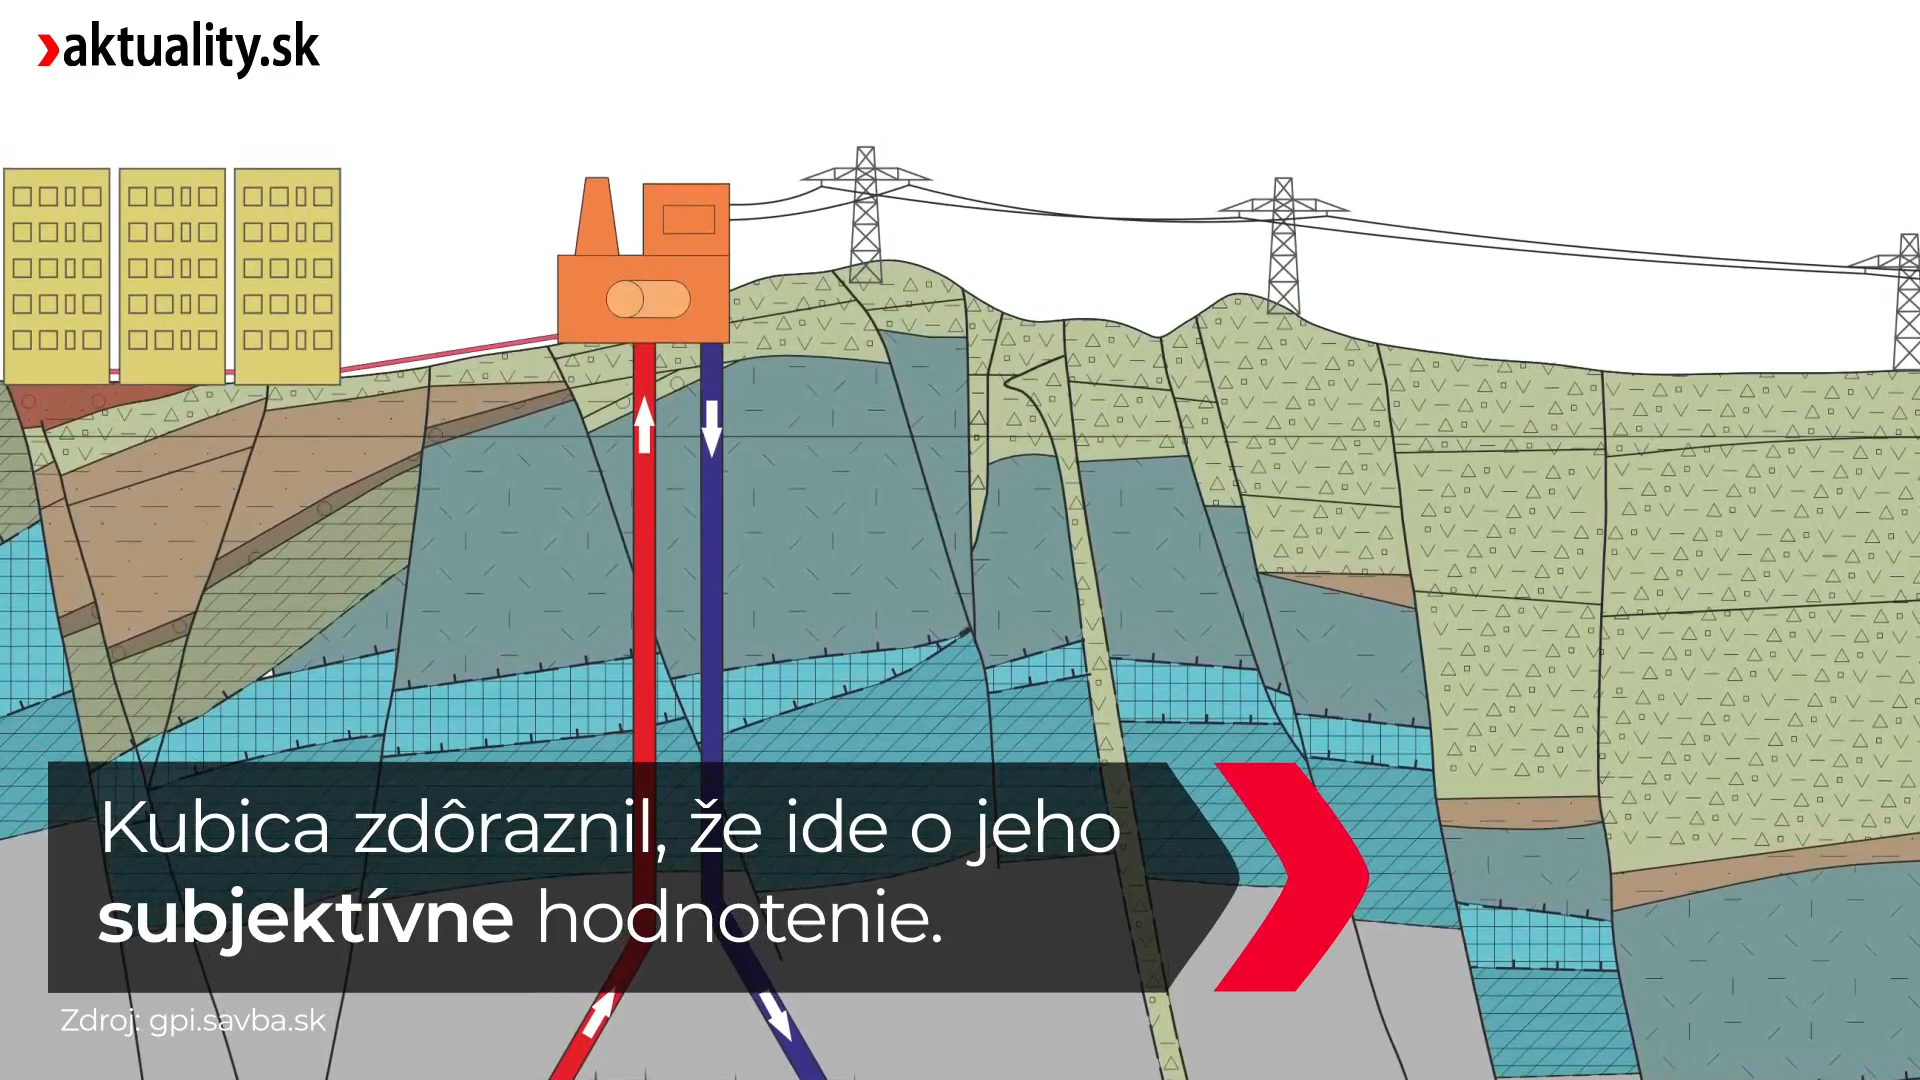 aktuality.sk
Kubica zdôraznil, že ide o jeho
subjektívne hodnotenie.
Zdroj: gpi.savba.sk